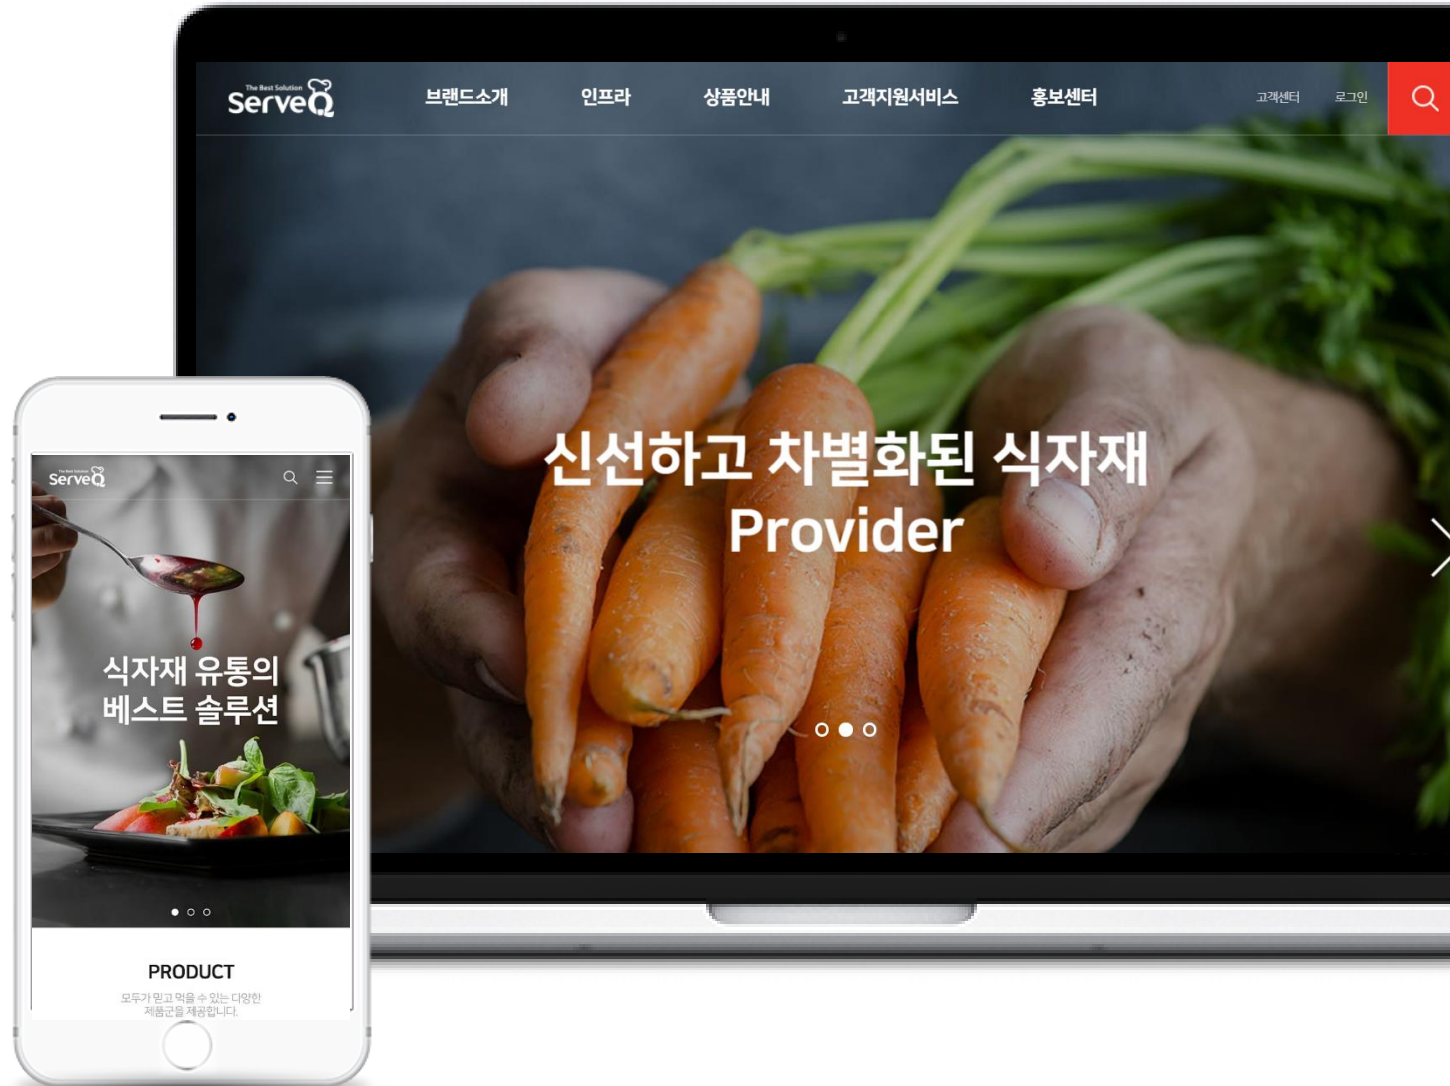 The Best Solution
ServeQ
브랜드소개 인프라 상품안내 고객지원서비스 홍보센터 고객센터 로그인
신선하고 차별화된 식자재
Provider
The Best Solution
ServeQ
식자재 유통의
베스트 솔루션
PRODUCT
모두가 믿고 먹을 수 있는 다양한
제품군을 제공합니다.